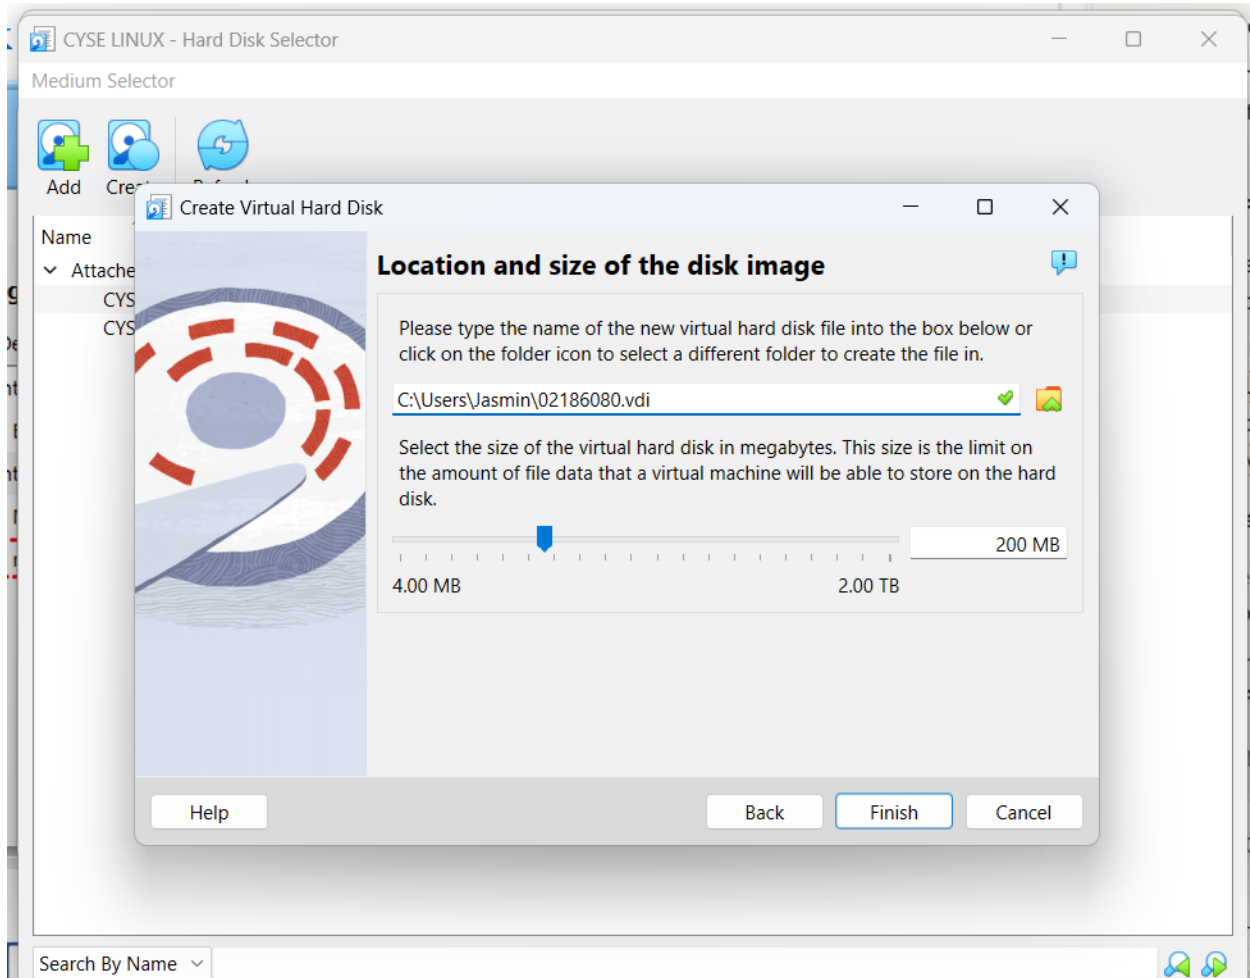 CYSE LINUX - Hard Disk Selector
Medium Selector
Add
Create Virtual Hard Disk
Name
Attache
CYS
CYS
Location and size of the disk image
Please type the name of the new virtual hard disk file into the box below or
click on the folder icon to select a different folder to create the file in.
C:\Users\Jasmin\02186080.vdi
Select the size of the virtual hard disk in megabytes. This size is the limit on
the amount of file data that a virtual machine will be able to store on the hard
disk.
200 MB
4.00 MB 2.00 TB
Help Back Finish Cancel
Search By Name